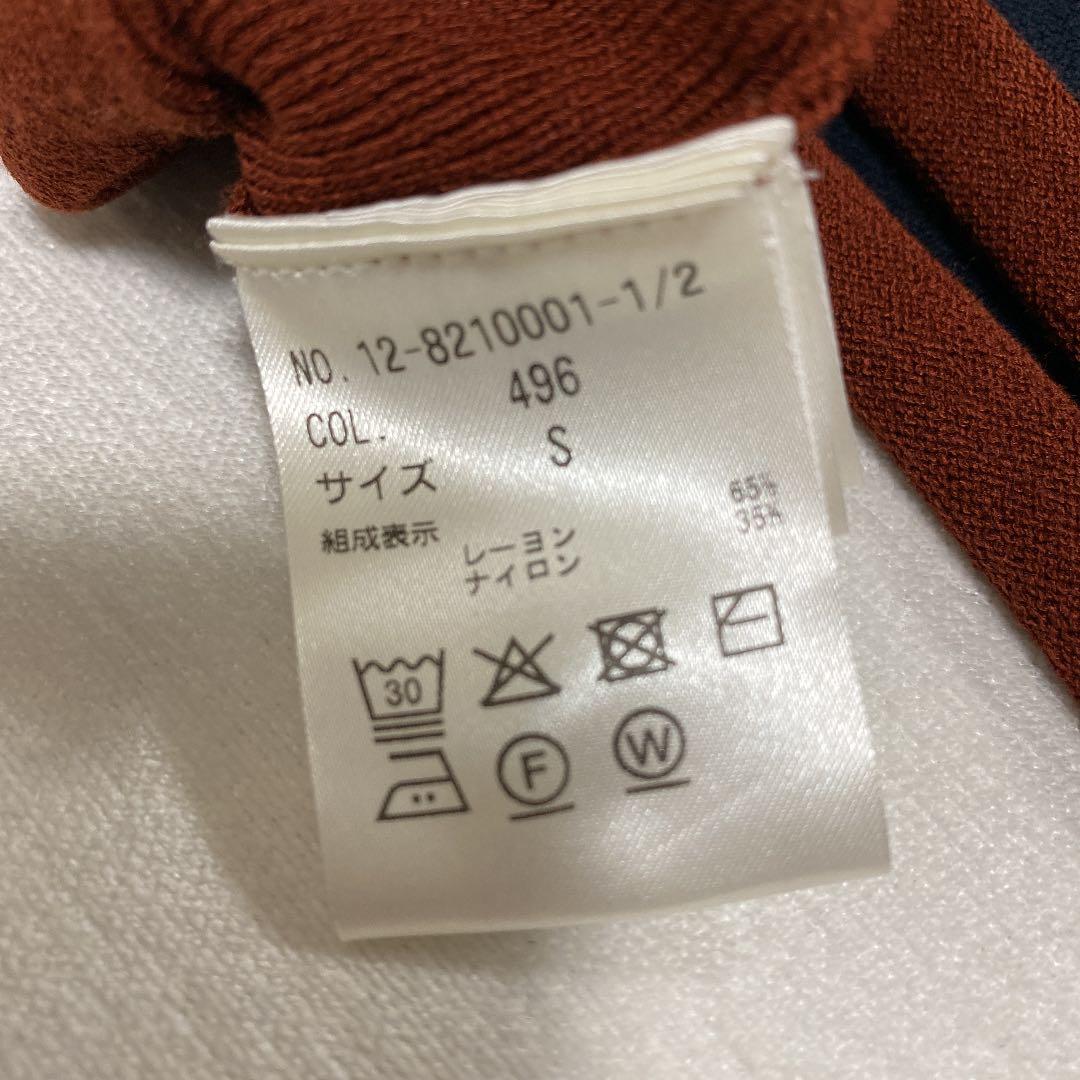 NO. 12-8210001-1/2
COL. 496
サイズ S
組成表示
レーヨン 65%
ナイロン 35%
30
F W